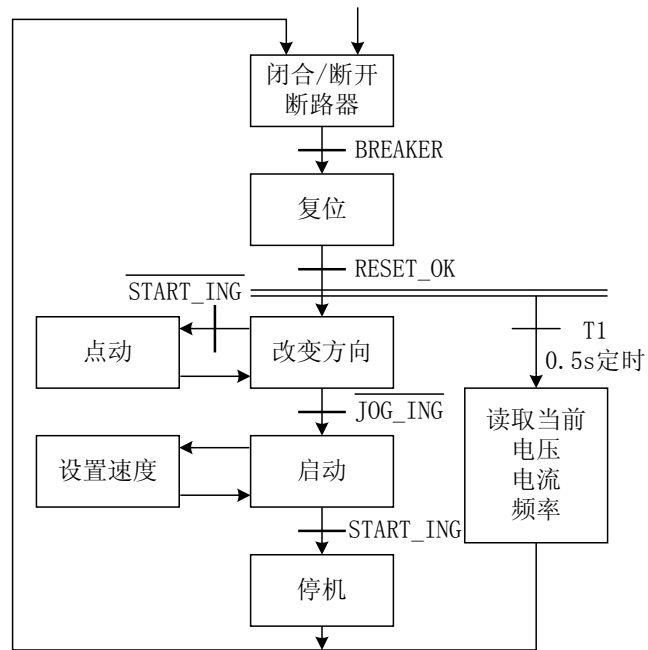 闭合/断开
断路器
BREAKER
复位
RESET_OK
START_ING
点动
改变方向
T1
0.5s定时
JOG_ING
读取当前
电压
电流
频率
设置速度
启动
START_ING
停机